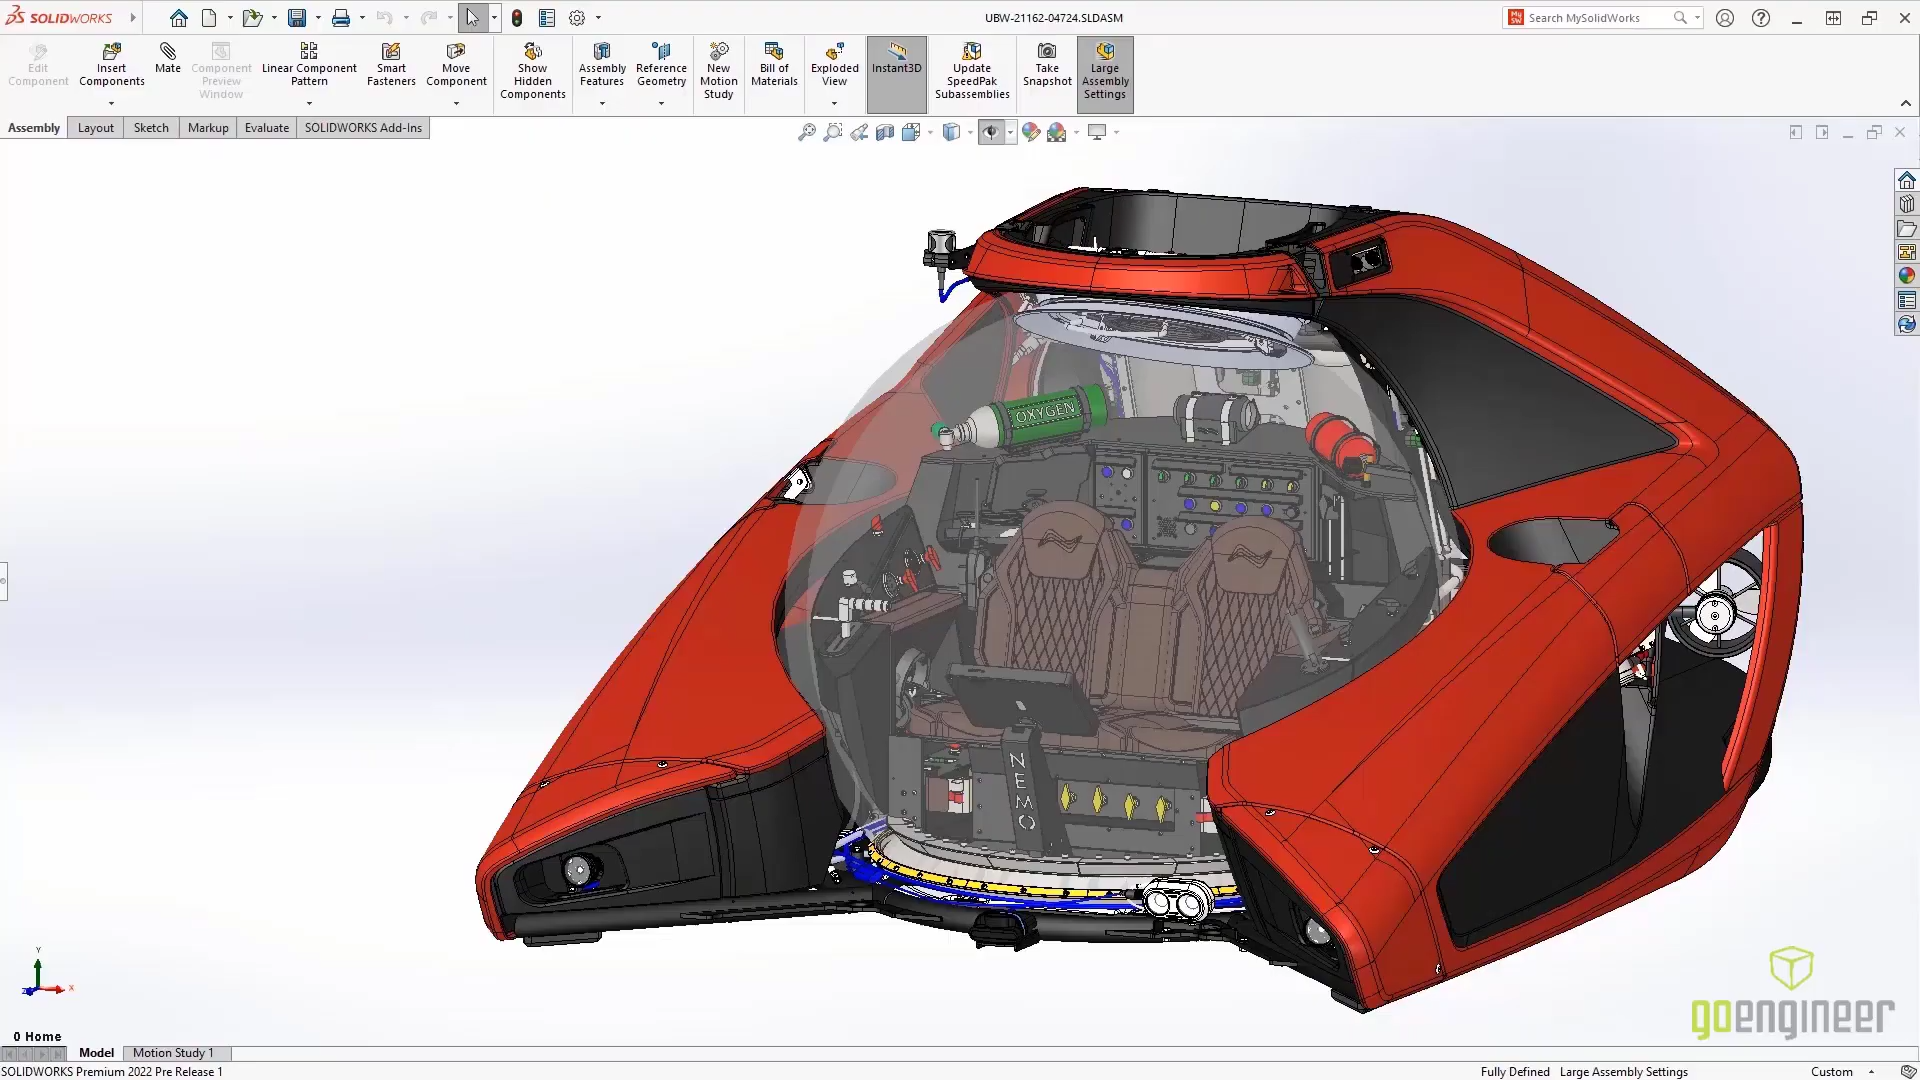 SOLIDWORKS
UBW-21162-04724.SLDASM
Search MySolidWorks
Edit
Component
Insert
Components
Mate
Component
Preview
Window
Linear Component
Pattern
Smart
Fasteners
Move
Component
Show
Hidden
Components
Assembly
Features
Reference
Geometry
New
Motion
Study
Bill of
Materials
Exploded
View
Instant3D
Update
SpeedPak
Subassemblies
Take
Snapshot
Large
Assembly
Settings
Assembly
Layout
Sketch
Markup
Evaluate
SOLIDWORKS Add-Ins
OXYGEN
NEMO
Y
X
Z
goengineer
0 Home
Model
Motion Study 1
SOLIDWORKS Premium 2022 Pre Release 1
Fully Defined
Large Assembly Settings
Custom